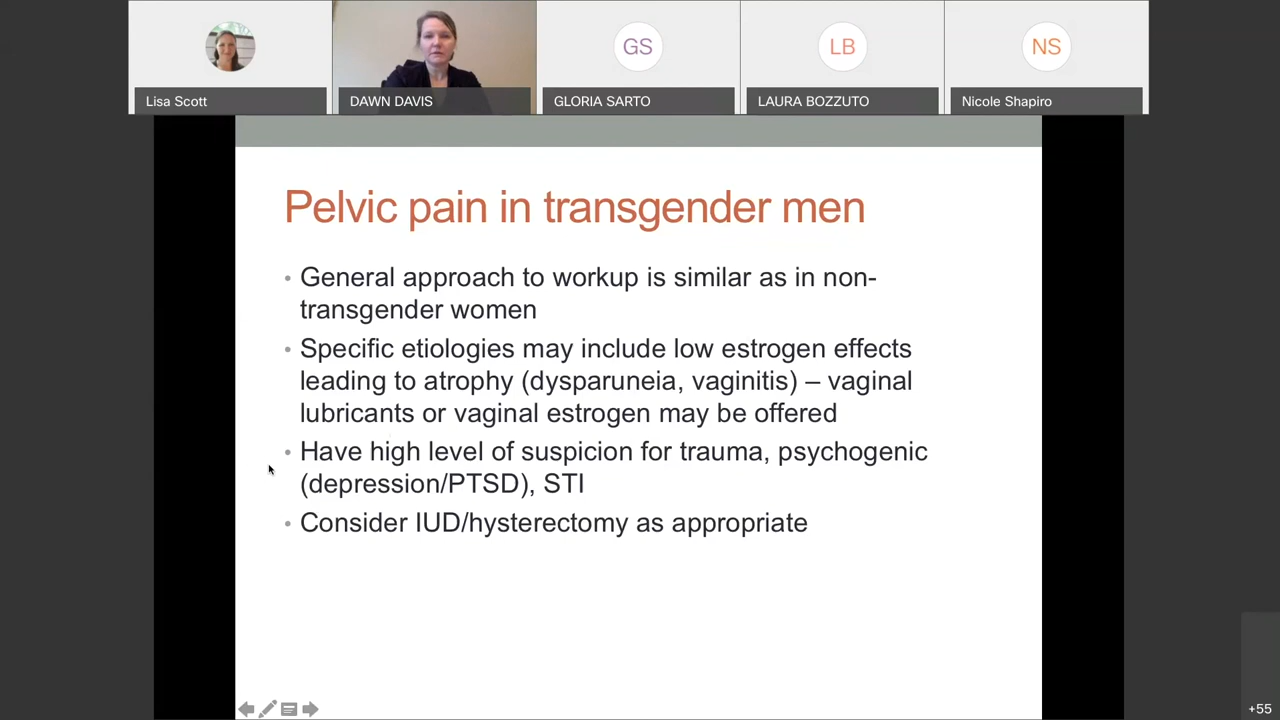 GS
LB
NS
Lisa Scott
DAWN DAVIS
GLORIA SARTO
LAURA BOZZUTO
Nicole Shapiro
Pelvic pain in transgender men
• General approach to workup is similar as in non-
transgender women
• Specific etiologies may include low estrogen effects
leading to atrophy (dysparuneia, vaginitis) – vaginal
lubricants or vaginal estrogen may be offered
• Have high level of suspicion for trauma, psychogenic
(depression/PTSD), STI
• Consider IUD/hysterectomy as appropriate
+55